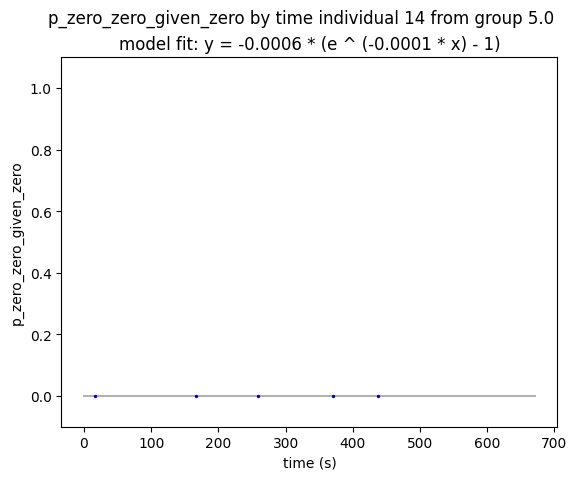 p_zero_zero_given_zero by time individual 14 from group 5.0
model fit: y = -0.0006 * (e ^ (-0.0001 * x) - 1)
p_zero_zero_given_zero
1.0
0.8
0.6
0.4
0.2
0.0
0 100 200 300 400 500 600 700
time (s)